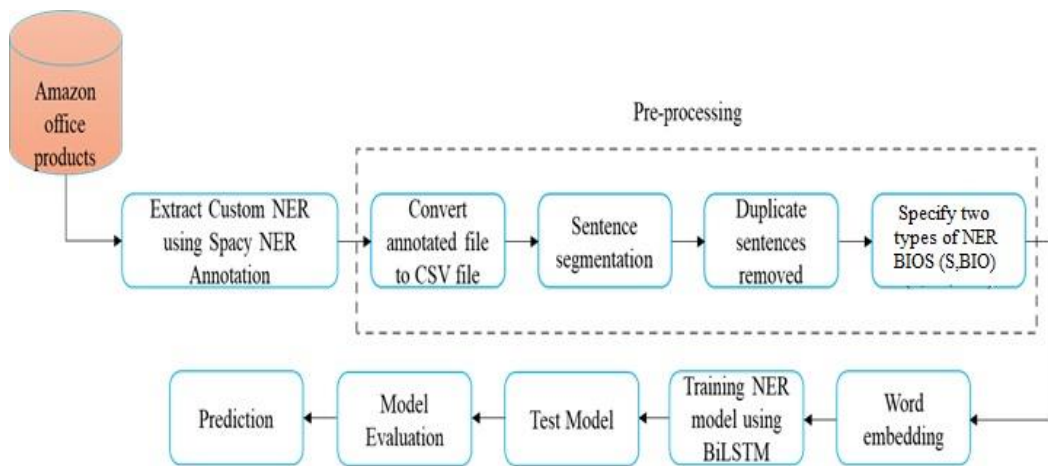 Amazon
office
products
Pre-processing
Extract Custom NER
using Spacy NER
Annotation
Convert
annotated file
to CSV file
Sentence
segmentation
Duplicate
sentences
removed
Specify two
types of NER
BIOS (S,BIO)
Prediction
Model
Evaluation
Test Model
Training NER
model using
BiLSTM
Word
embedding